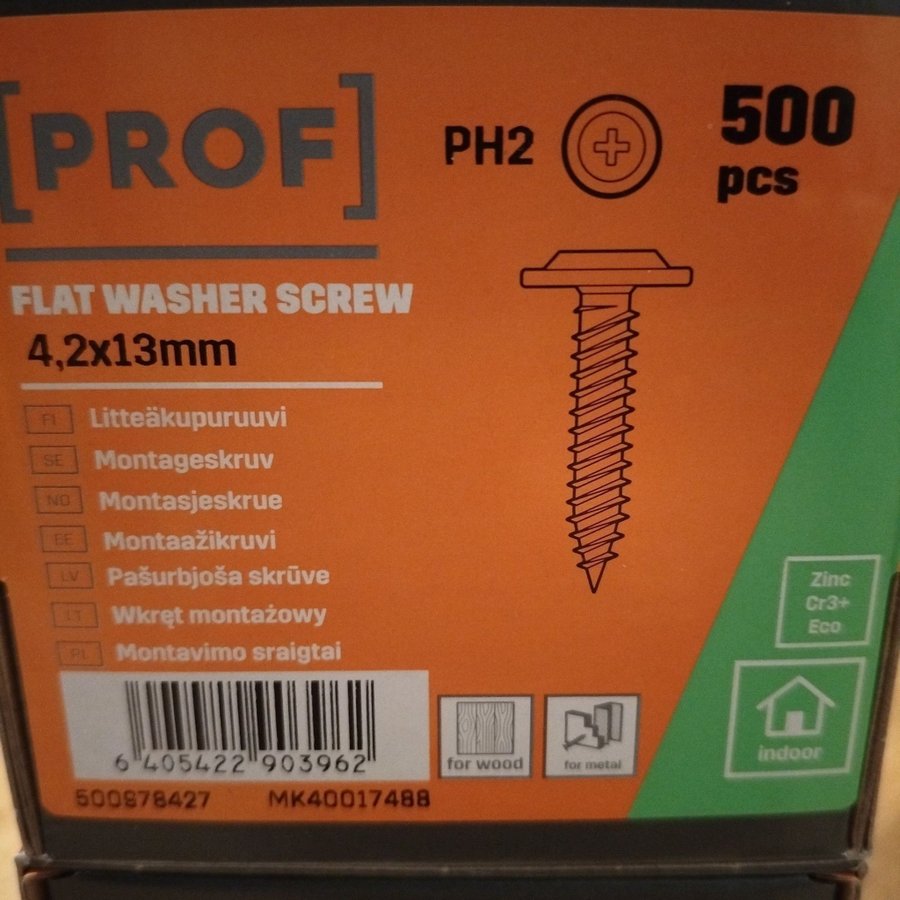 [PROF]
PH2
500
pcs
FLAT WASHER SCREW
4,2x13mm
FI Litteäkupuruuvi
SE Montageskruv
NO Montasjeskrue
EE Montaažikruvi
LV Pašurbjoša skrūve
LT Wkręt montażowy
PL Montavimo sraigtai
Zinc
Cr3+
Eco
indoor
for wood
for metal
6 405422 903962
500978427 MK40017488